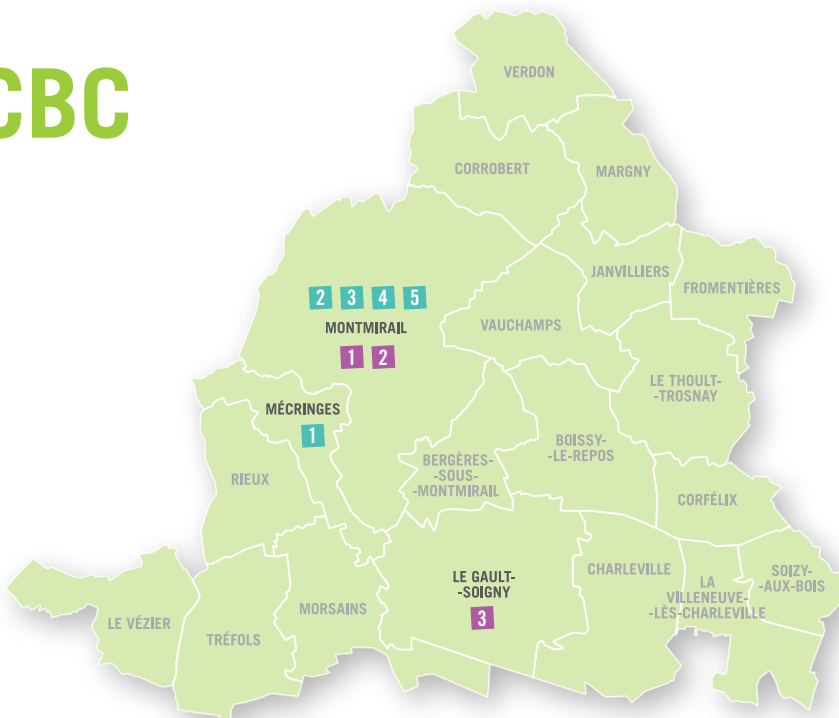 CBC
VERDON
CORROBERT
MARGNY
JANVILLIERS
FROMENTIÈRES
2 3 4 5
MONTMIRAIL
1 2
VAUCHAMPS
LE THOULT-
-TROSNAY
MÉCRINGES
1
BOISSY-
-LE-REPOS
BERGÈRES-
-SOUS-
-MONTMIRAIL
RIEUX
CORFÉLIX
LE GAULT-
-SOIGNY
3
CHARLEVILLE
LA
VILLENEUVE-
-LÈS-CHARLEVILLE
SOIZY-
-AUX-BOIS
MORSAINS
LE VÉZIER
TRÉFOLS